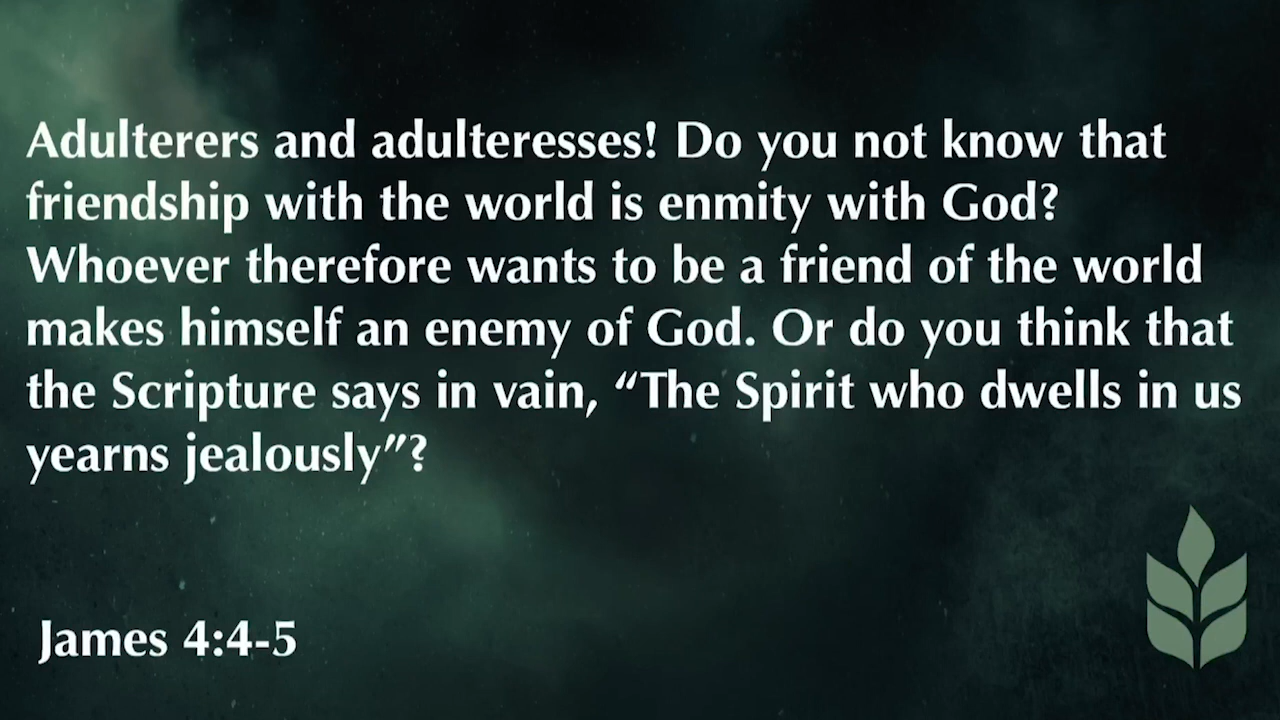 Adulterers and adulteresses! Do you not know that
friendship with the world is enmity with God?
Whoever therefore wants to be a friend of the world
makes himself an enemy of God. Or do you think that
the Scripture says in vain, “The Spirit who dwells in us
yearns jealously”?
James 4:4-5